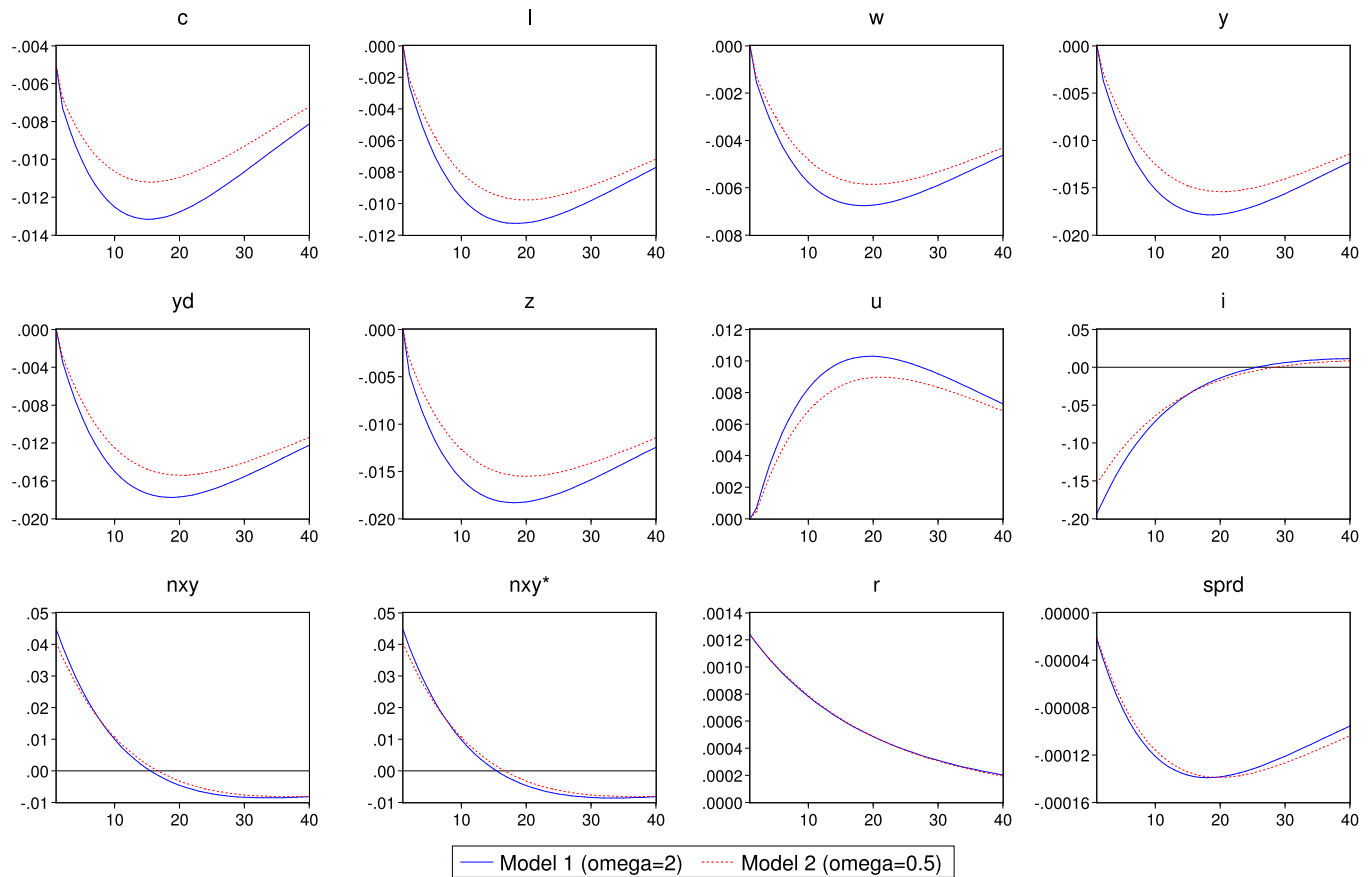 c l w y
-.004 .000 .000 .000
-.006 -.002 -.002 -.005
-.008 -.004 -.004 -.010
-.010 -.006 -.006 -.015
-.012 -.008 -.008 -.020
-.014 -.010
-.012
10 20 30 40 10 20 30 40 10 20 30 40 10 20 30 40
yd z u i
.000 .000 .012 .05
-.004 -.005 .010 .00
-.008 -.010 .008 -.05
-.012 -.015 .006 -.10
-.016 -.020 .004 -.15
-.020 .002 -.20
.000
10 20 30 40 10 20 30 40 10 20 30 40 10 20 30 40
nxy nxy* r sprd
.05 .05 .0014 .00000
.04 .04 .0012 -.00004
.03 .03 .0010 -.00008
.02 .02 .0008 -.00012
.01 .01 .0006 -.00016
.00 .00 .0004
-.01 -.01 .0002
.0000
10 20 30 40 10 20 30 40 10 20 30 40 10 20 30 40
Model 1 (omega=2) Model 2 (omega=0.5)